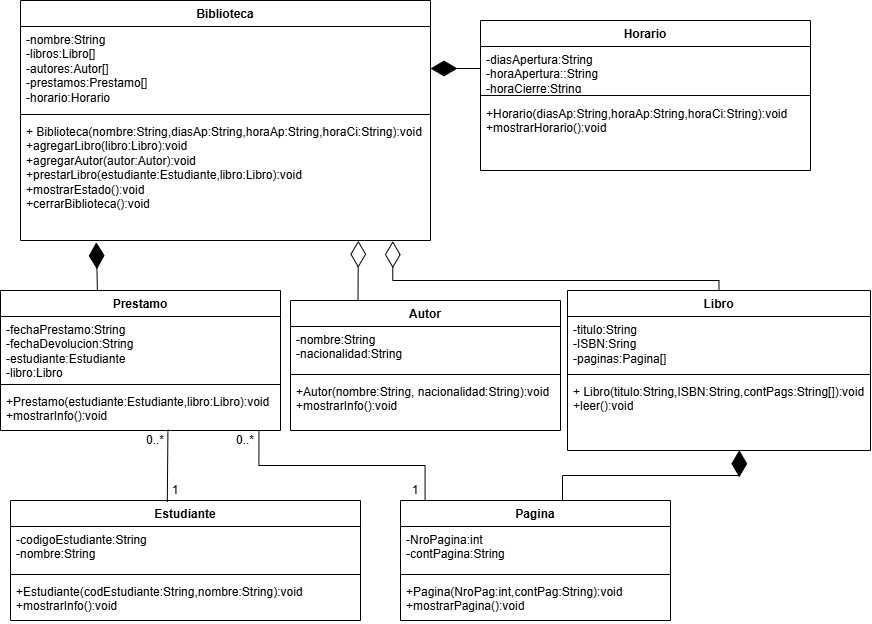 Biblioteca
-nombre:String
-libros:Libro[]
-autores:Autor[]
-prestamos:Prestamo[]
-horario:Horario
+ Biblioteca(nombre:String,diasAp:String,horaAp:String,horaCi:String):void
+agregarLibro(libro:Libro):void
+agregarAutor(autor:Autor):void
+prestarLibro(estudiante:Estudiante,libro:Libro):void
+mostrarEstado():void
+cerrarBiblioteca():void
Horario
-diasApertura:String
-horaApertura::String
-horaCierre:String
+Horario(diasAp:String,horaAp:String,horaCi:String):void
+mostrarHorario():void
Prestamo
-fechaPrestamo:String
-fechaDevolucion:String
-estudiante:Estudiante
-libro:Libro
+Prestamo(estudiante:Estudiante,libro:Libro):void
+mostrarInfo():void
Autor
-nombre:String
-nacionalidad:String
+Autor(nombre:String, nacionalidad:String):void
+mostrarInfo():void
Libro
-titulo:String
-ISBN:Sring
-paginas:Pagina[]
+ Libro(titulo:String,ISBN:String,contPags:String[]):void
+leer():void
0..*
0..*
1
1
Estudiante
-codigoEstudiante:String
-nombre:String
+Estudiante(codEstudiante:String,nombre:String):void
+mostrarInfo():void
Pagina
-NroPagina:int
-contPagina:String
+Pagina(NroPag:int,contPag:String):void
+mostrarPagina():void